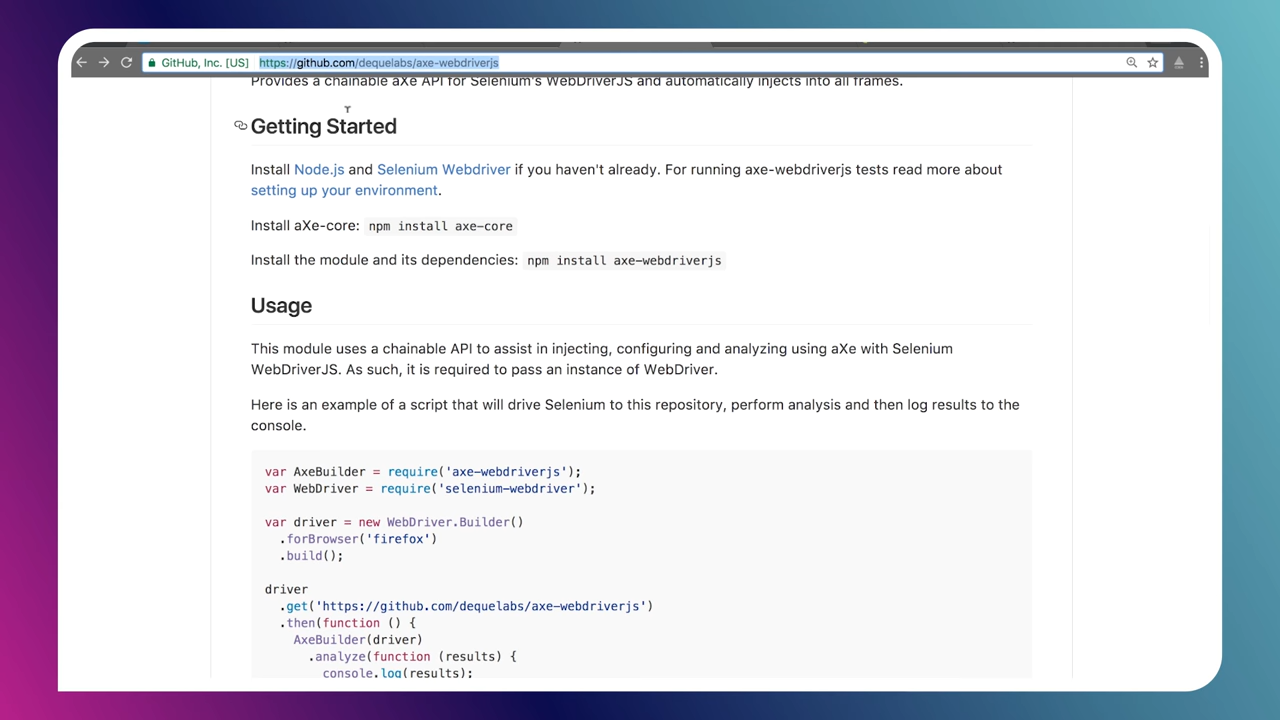 GitHub, Inc. [US] https://github.com/dequelabs/axe-webdriverjs
Provides a chainable aXe API for Selenium's WebDriverJS and automatically injects into all frames.
Getting Started
Install Node.js and Selenium Webdriver if you haven't already. For running axe-webdriverjs tests read more about
setting up your environment.
Install aXe-core: npm install axe-core
Install the module and its dependencies: npm install axe-webdriverjs
Usage
This module uses a chainable API to assist in injecting, configuring and analyzing using aXe with Selenium
WebDriverJS. As such, it is required to pass an instance of WebDriver.
Here is an example of a script that will drive Selenium to this repository, perform analysis and then log results to the
console.
var AxeBuilder = require('axe-webdriverjs');
var WebDriver = require('selenium-webdriver');
var driver = new WebDriver.Builder()
  .forBrowser('firefox')
  .build();
driver
  .get('https://github.com/dequelabs/axe-webdriverjs')
  .then(function () {
    AxeBuilder(driver)
      .analyze(function (results) {
        console.log(results);